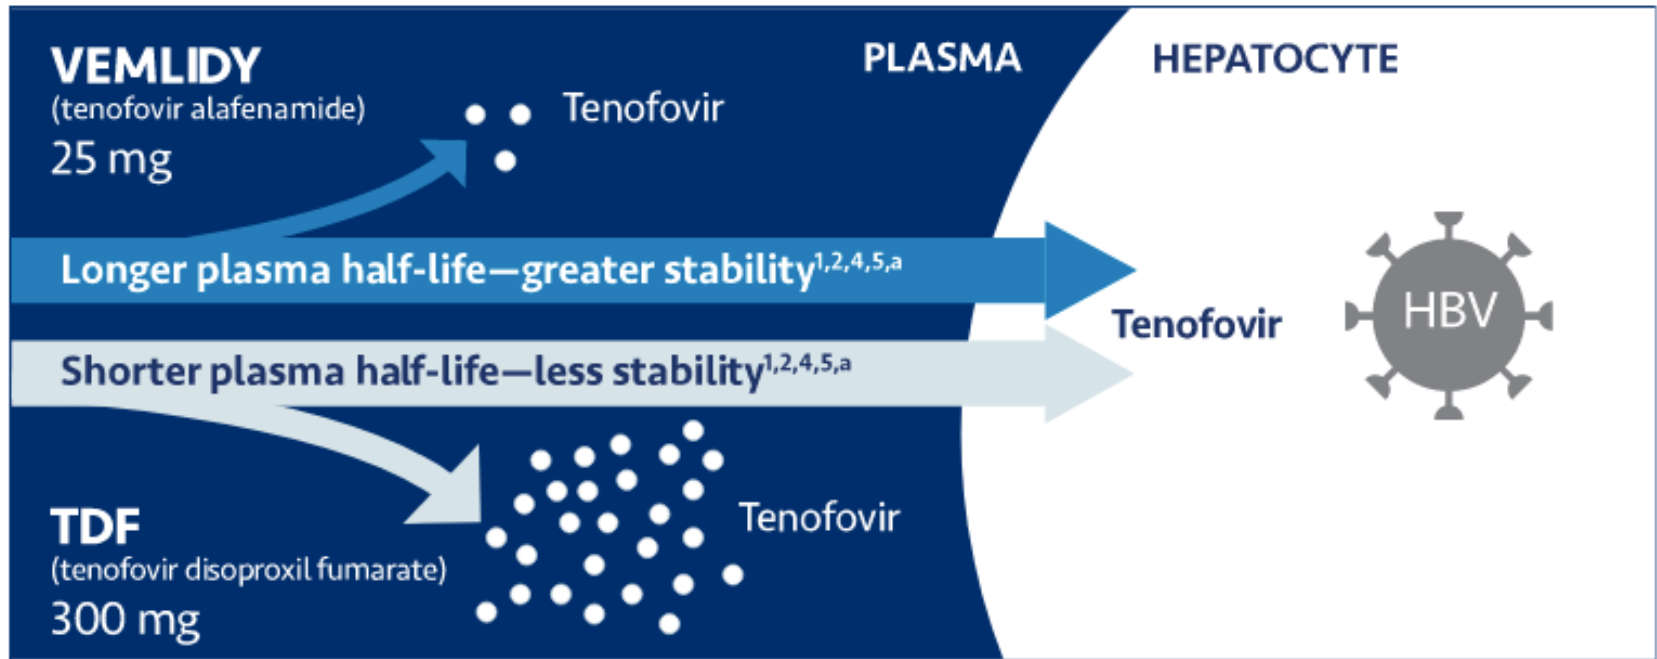 VEMLIDY
(tenofovir alafenamide)
25 mg
Tenofovir
PLASMA
HEPATOCYTE
Longer plasma half-life—greater stability1,2,4,5,a
Shorter plasma half-life—less stability1,2,4,5,a
Tenofovir
HBV
TDF
(tenofovir disoproxil fumarate)
300 mg
Tenofovir